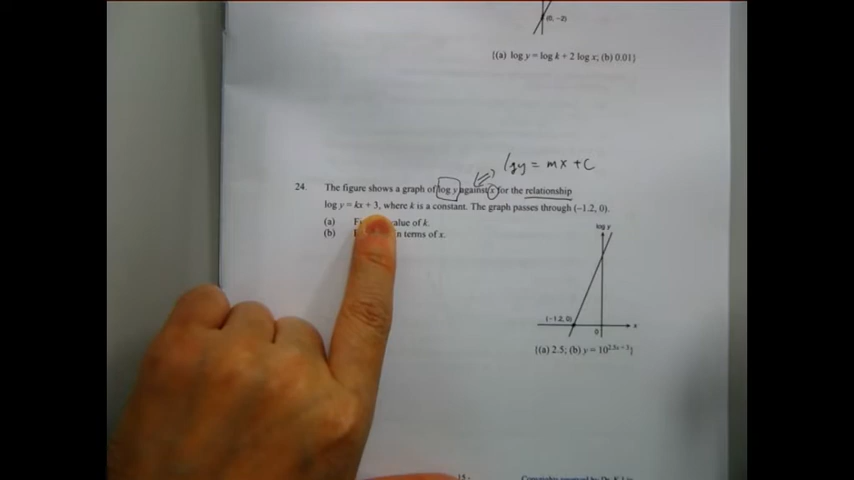 (0, −2)
{(a) log y = log k + 2 log x; (b) 0.01}
lgy = mx + C
24. The figure shows a graph of log y against x for the relationship
log y = kx + 3, where k is a constant. The graph passes through (−1.2, 0).
(a) value of k.
(b) n terms of x.
log y
(−1.2, 0)
0
x
{(a) 2.5; (b) y = 10^{2.5x + 3}}
15 -